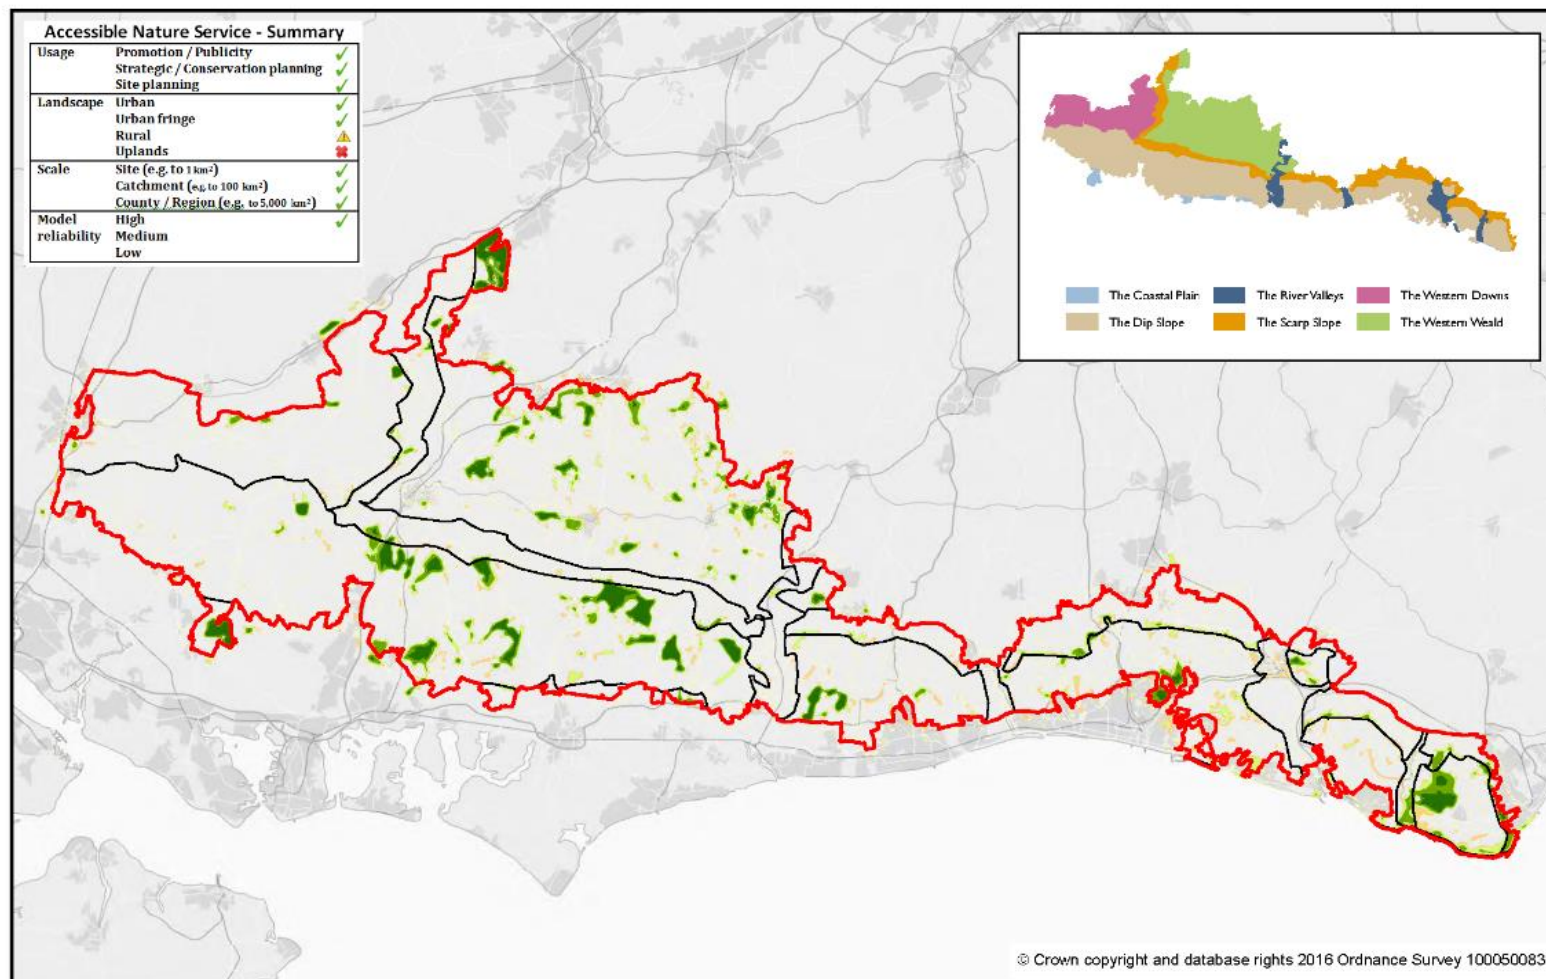 Accessible Nature Service - Summary
Usage Promotion / Publicity ✓
Strategic / Conservation planning ✓
Site planning ✓
Landscape Urban ✓
Urban fringe ✓
Rural ⚠
Uplands ✖
Scale Site (e.g. to 1 km²) ✓
Catchment (e.g. to 100 km²) ✓
County / Region (e.g. to 5,000 km²) ✓
Model reliability High ✓
Medium
Low
The Coastal Plain The River Valleys The Western Downs
The Dip Slope The Scarp Slope The Western Weald
© Crown copyright and database rights 2016 Ordnance Survey 100050083